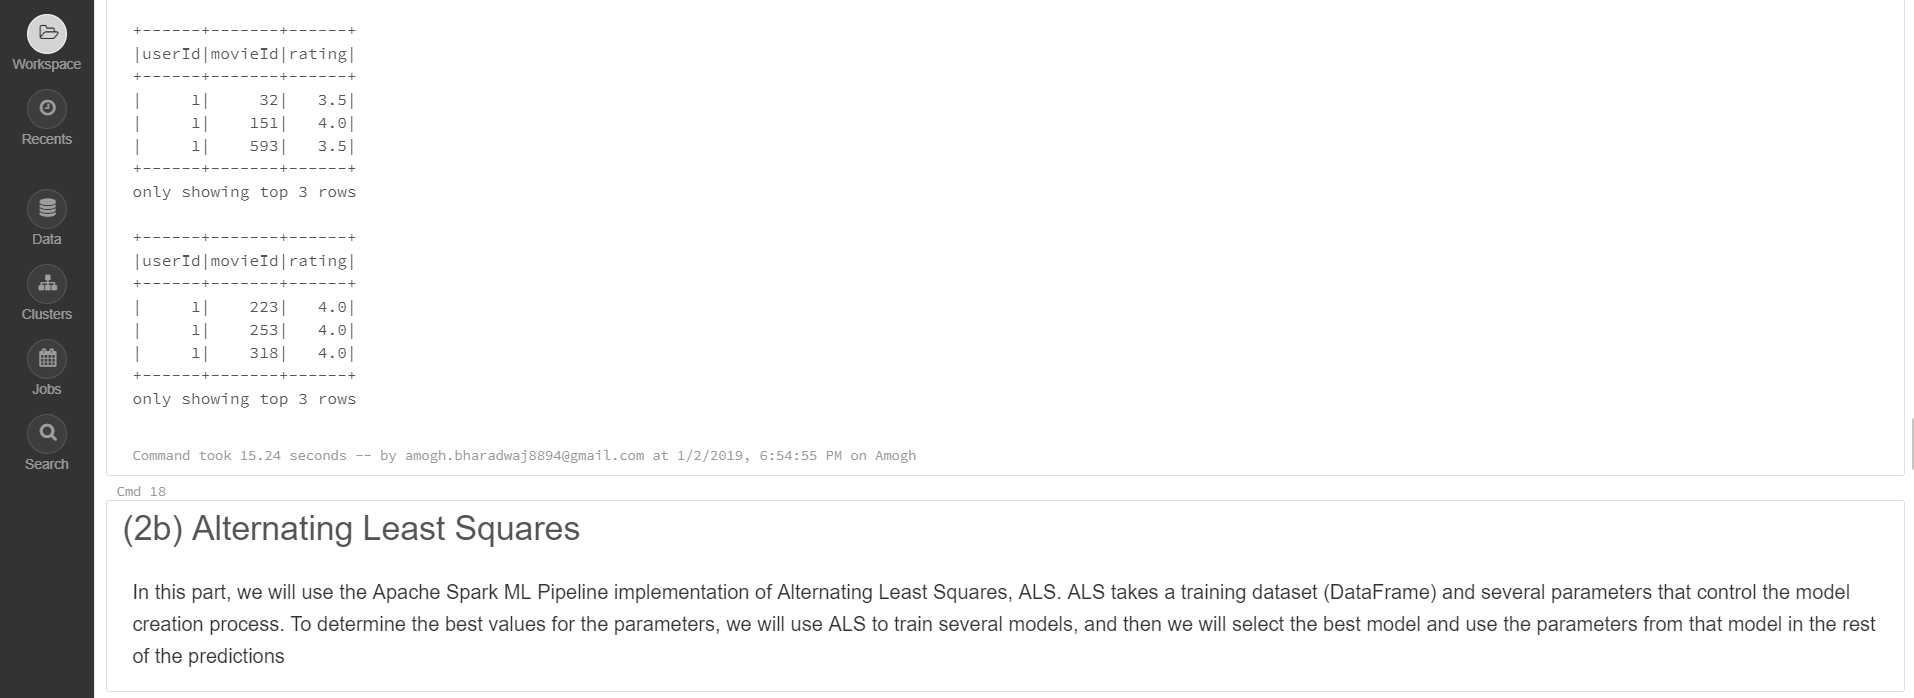 Workspace
Recents
Data
Clusters
Jobs
Search
+------+-------+------+
|userId|movieId|rating|
+------+-------+------+
|     1|     32|   3.5|
|     1|    151|   4.0|
|     1|    593|   3.5|
+------+-------+------+
only showing top 3 rows
+------+-------+------+
|userId|movieId|rating|
+------+-------+------+
|     1|    223|   4.0|
|     1|    253|   4.0|
|     1|    318|   4.0|
+------+-------+------+
only showing top 3 rows
Command took 15.24 seconds -- by amogh.bharadwaj8894@gmail.com at 1/2/2019, 6:54:55 PM on Amogh
Cmd 18
(2b) Alternating Least Squares
In this part, we will use the Apache Spark ML Pipeline implementation of Alternating Least Squares, ALS. ALS takes a training dataset (DataFrame) and several parameters that control the model
creation process. To determine the best values for the parameters, we will use ALS to train several models, and then we will select the best model and use the parameters from that model in the rest
of the predictions